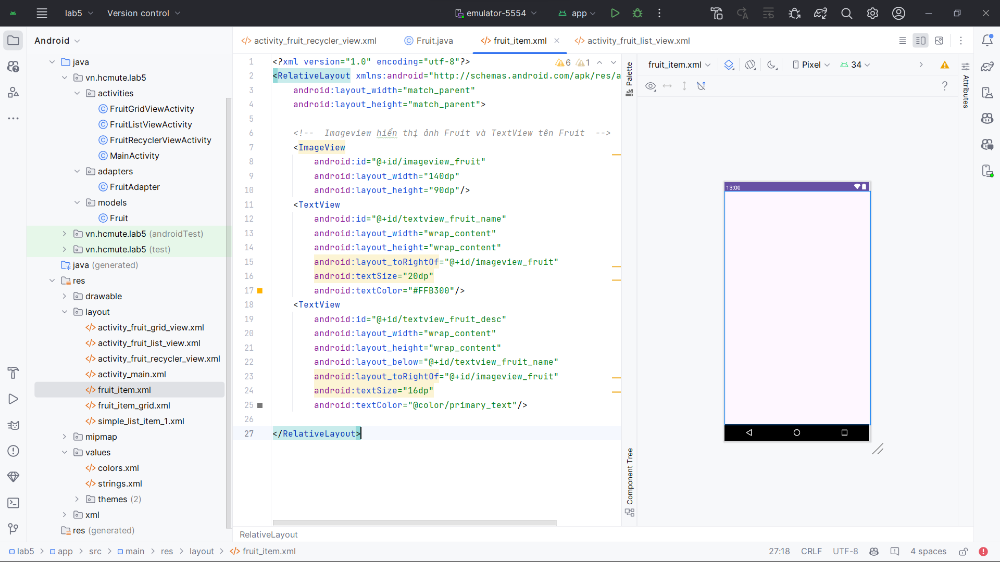 lab5
Version control
emulator-5554
app
Android
activity_fruit_recycler_view.xml
Fruit.java
fruit_item.xml
activity_fruit_list_view.xml
java
vn.hcmute.lab5
activities
FruitGridViewActivity
FruitListViewActivity
FruitRecyclerViewActivity
MainActivity
adapters
FruitAdapter
models
Fruit
vn.hcmute.lab5 (androidTest)
vn.hcmute.lab5 (test)
java (generated)
res
drawable
layout
activity_fruit_grid_view.xml
activity_fruit_list_view.xml
activity_fruit_recycler_view.xml
activity_main.xml
fruit_item.xml
fruit_item_grid.xml
simple_list_item_1.xml
mipmap
values
colors.xml
strings.xml
themes (2)
xml
res (generated)
6 1
1 <?xml version="1.0" encoding="utf-8"?>
2 <RelativeLayout xmlns:android="http://schemas.android.com/apk/res/a
3 android:layout_width="match_parent"
4 android:layout_height="match_parent">
5
6 <!-- Imageview hiển thị ảnh Fruit và TextView tên Fruit -->
7 <ImageView
8 android:id="@+id/imageview_fruit"
9 android:layout_width="140dp"
10 android:layout_height="90dp"/>
11 <TextView
12 android:id="@+id/textview_fruit_name"
13 android:layout_width="wrap_content"
14 android:layout_height="wrap_content"
15 android:layout_toRightOf="@+id/imageview_fruit"
16 android:textSize="20dp"
17 android:textColor="#FFB300"/>
18 <TextView
19 android:id="@+id/textview_fruit_desc"
20 android:layout_width="wrap_content"
21 android:layout_height="wrap_content"
22 android:layout_below="@+id/textview_fruit_name"
23 android:layout_toRightOf="@+id/imageview_fruit"
24 android:textSize="16dp"
25 android:textColor="@color/primary_text"/>
26
27 </RelativeLayout>
Palette
Component Tree
fruit_item.xml
Pixel
34
?
Attributes
13:00
RelativeLayout
lab5 > app > src > main > res > layout > fruit_item.xml
27:18
CRLF
UTF-8
4 spaces